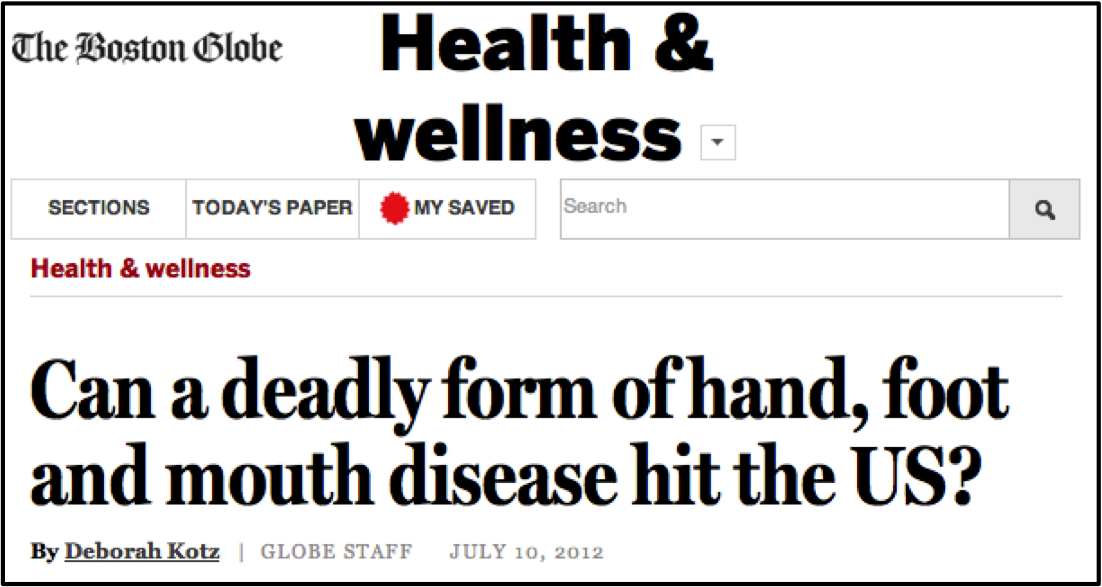 The Boston Globe
Health &
wellness
SECTIONS
TODAY'S PAPER
MY SAVED
Search
Health & wellness
Can a deadly form of hand, foot
and mouth disease hit the US?
By Deborah Kotz | GLOBE STAFF JULY 10, 2012